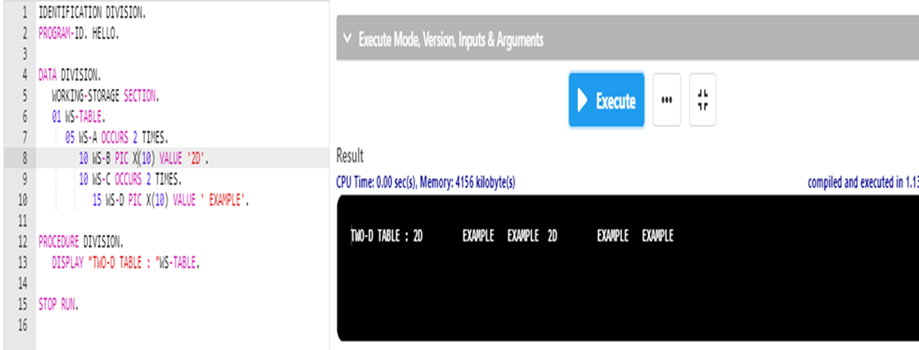 1 IDENTIFICATION DIVISION.
2 PROGRAM-ID. HELLO.
3
4 DATA DIVISION.
5 WORKING-STORAGE SECTION.
6 01 WS-TABLE.
7 05 WS-A OCCURS 2 TIMES.
8 10 WS-B PIC X(10) VALUE '2D'.
9 10 WS-C OCCURS 2 TIMES.
10 15 WS-D PIC X(10) VALUE ' EXAMPLE'.
11
12 PROCEDURE DIVISION.
13 DISPLAY "TWO-D TABLE : "WS-TABLE.
14
15 STOP RUN.
16
Execute Mode, Version, Inputs & Arguments
Execute
Result
CPU Time: 0.00 sec(s), Memory: 4156 kilobyte(s)
compiled and executed in 1.13
TWO-D TABLE : 2D EXAMPLE EXAMPLE 2D EXAMPLE EXAMPLE